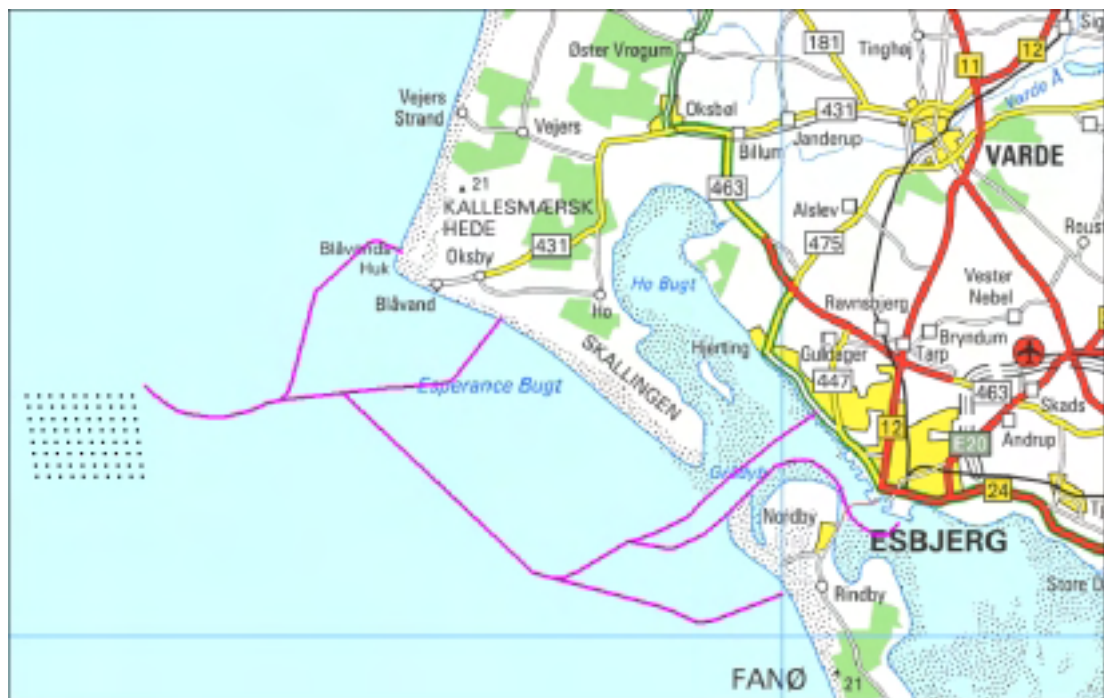 Øster Vrøgum
181
Tinghøj
12
11
Sig
Varde Å
Vejers
Strand
Vejers
Oksbøl
431
Billum
Janderup
VARDE
21
KALLESMÆRSK
HEDE
463
Alslev
475
Blåvands
Huk
Oksby
431
Blåvand
Ho
Ho Bugt
Ravnsbjerg
Vester
Nebel
Bryndum
Hjerting
Guldager
Tarp
SKALLINGEN
Esperance Bugt
447
463
Skads
Andrup
12
E20
24
Grådyb
Nordby
ESBJERG
Rindby
Store D
FANØ
21